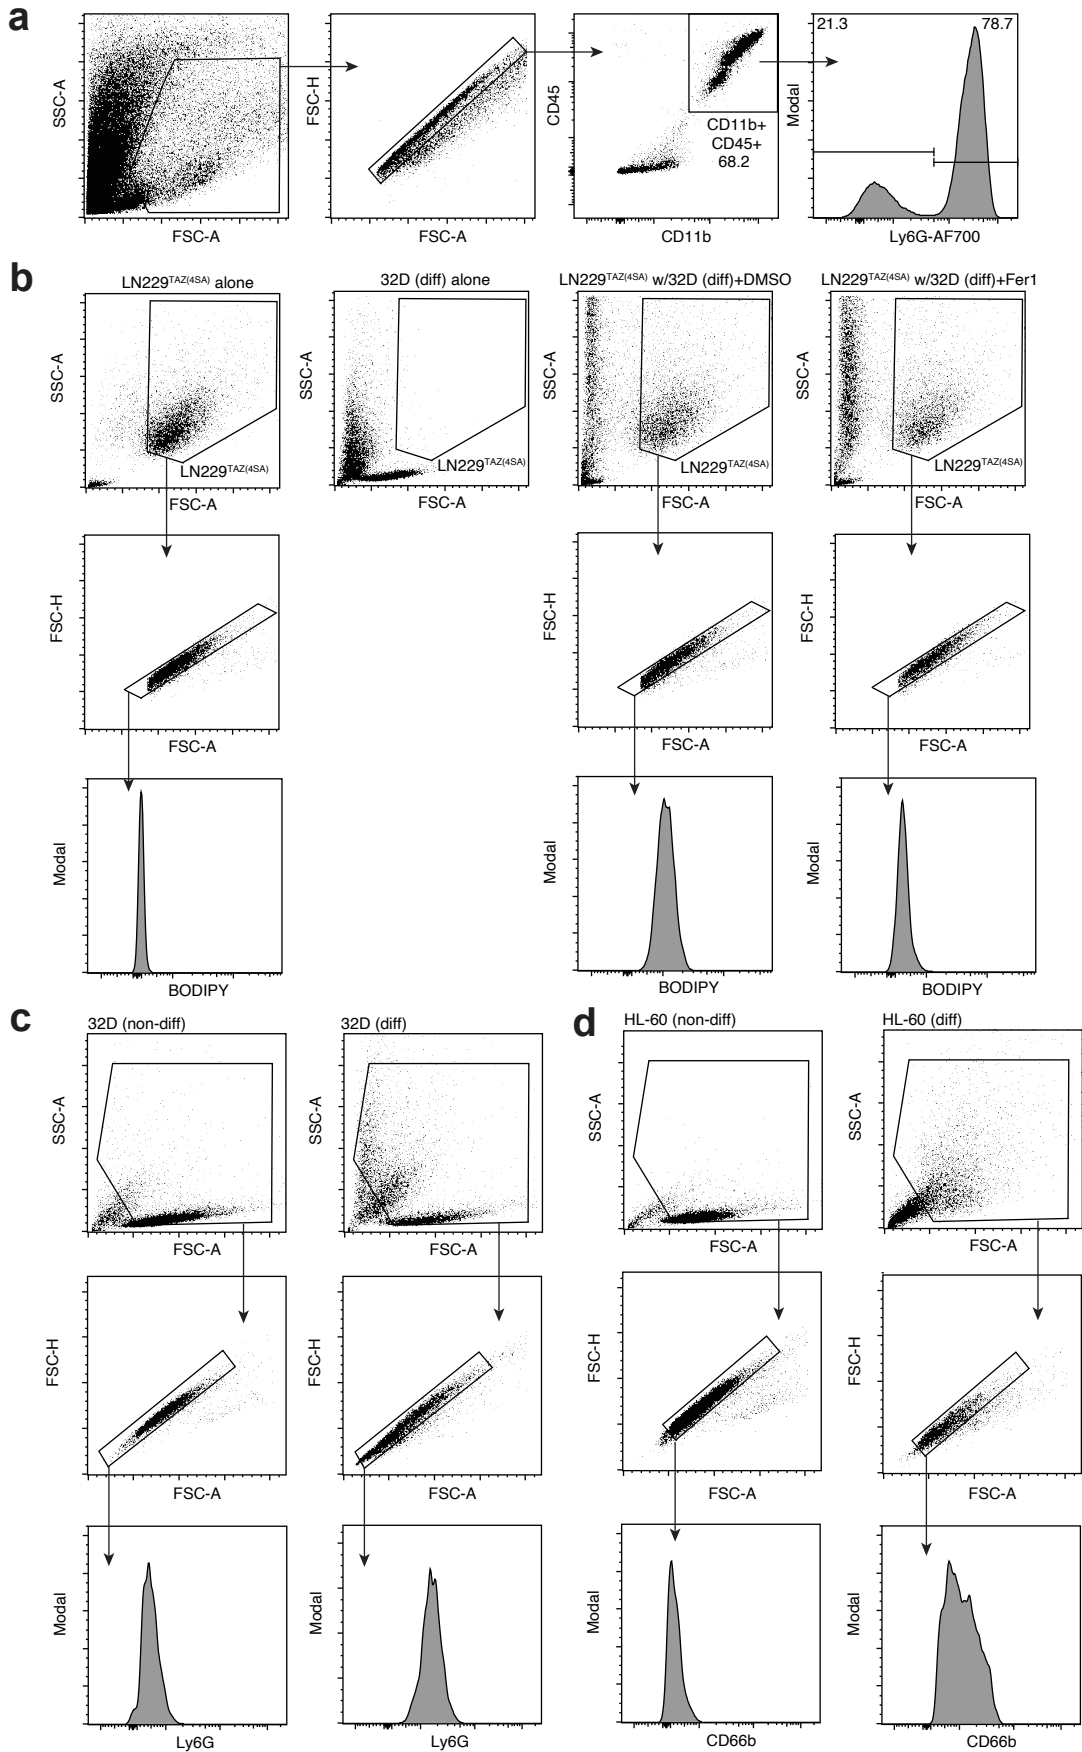 a
SSC-A
FSC-A
FSC-H
FSC-A
CD45
CD11b+
CD45+
68.2
CD11b
Modal
21.3
78.7
Ly6G-AF700
b
LN229TAZ(4SA) alone
32D (diff) alone
LN229TAZ(4SA) w/32D (diff)+DMSO
LN229TAZ(4SA) w/32D (diff)+Fer1
SSC-A
LN229TAZ(4SA)
FSC-A
SSC-A
LN229TAZ(4SA)
FSC-A
SSC-A
LN229TAZ(4SA)
FSC-A
SSC-A
LN229TAZ(4SA)
FSC-A
FSC-H
FSC-A
FSC-H
FSC-A
FSC-H
FSC-A
Modal
BODIPY
Modal
BODIPY
Modal
BODIPY
c
32D (non-diff)
32D (diff)
SSC-A
FSC-A
SSC-A
FSC-A
FSC-H
FSC-A
FSC-H
FSC-A
Modal
Ly6G
Modal
Ly6G
d
HL-60 (non-diff)
HL-60 (diff)
SSC-A
FSC-A
SSC-A
FSC-A
FSC-H
FSC-A
FSC-H
FSC-A
Modal
CD66b
Modal
CD66b